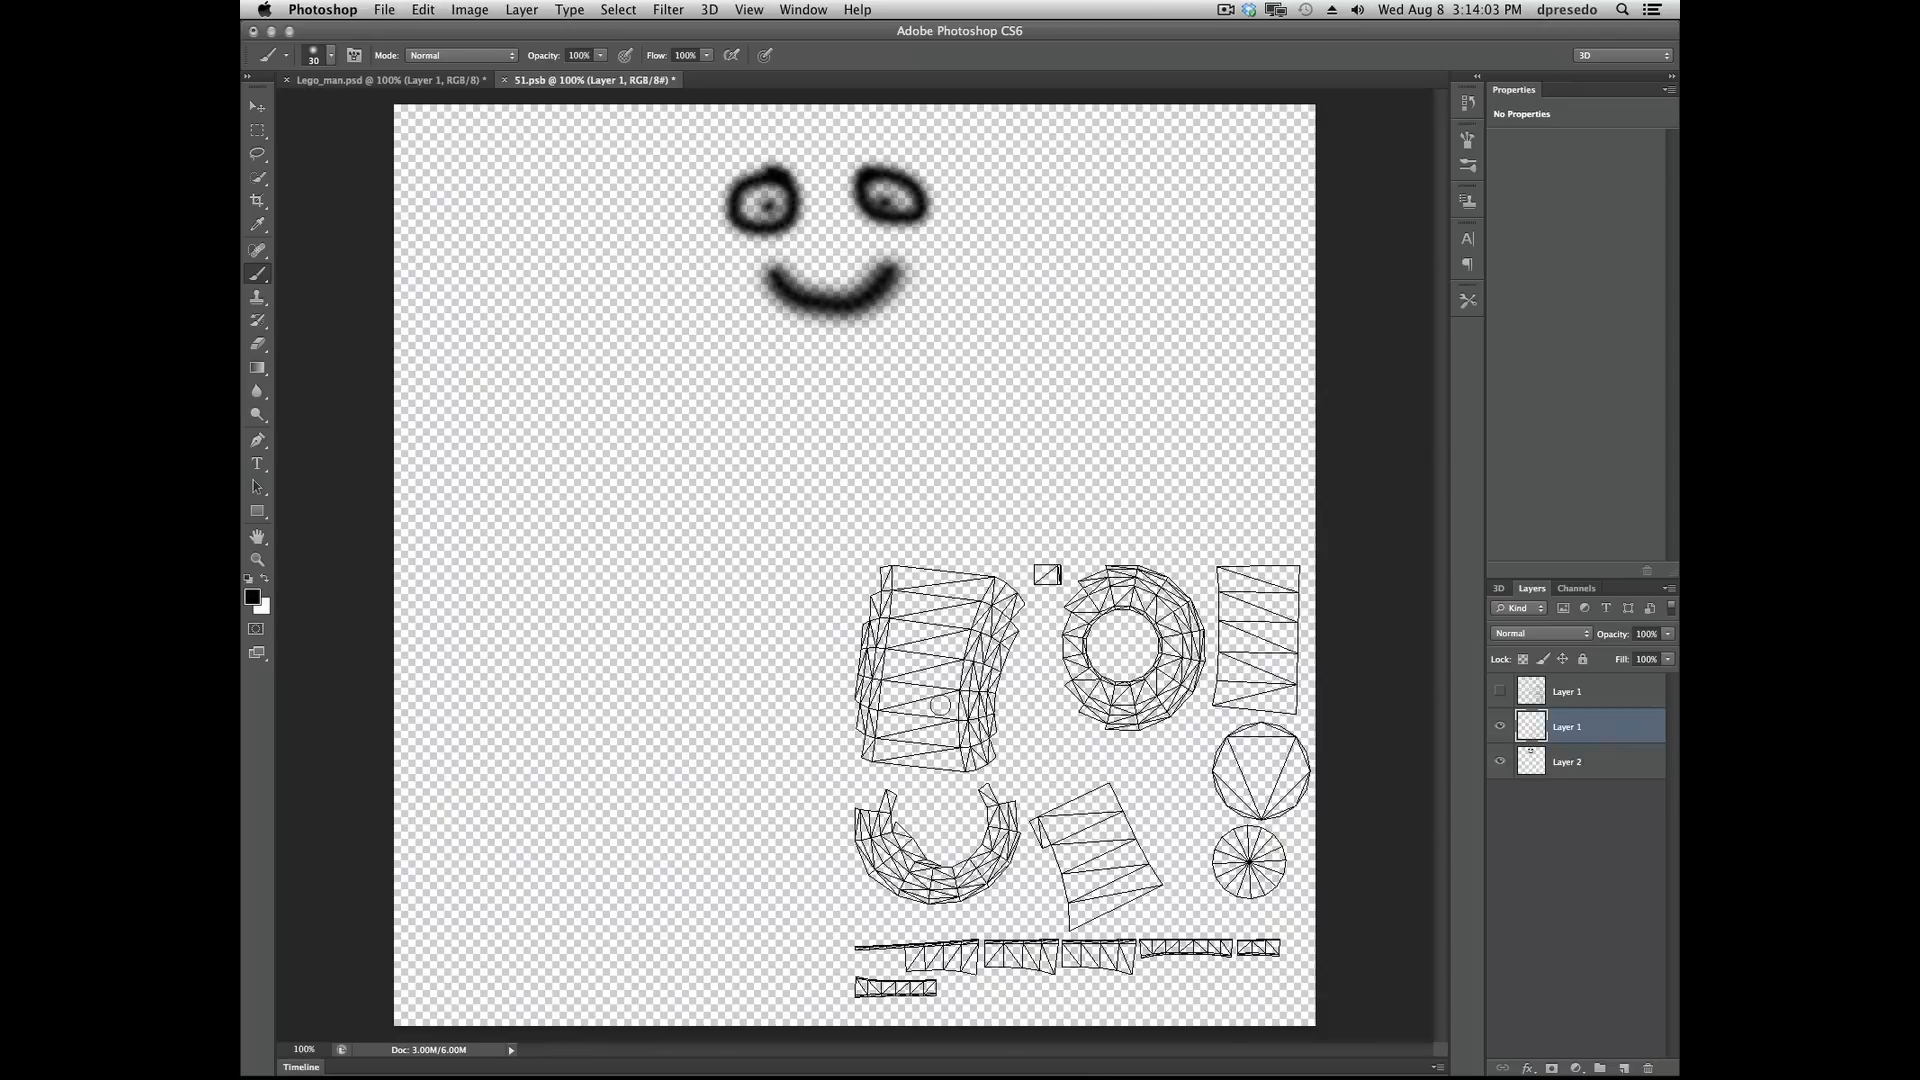 Photoshop File Edit Image Layer Type Select Filter 3D View Window Help Wed Aug 8 3:14:03 PM dpresedo
Adobe Photoshop CS6
30 Mode: Normal Opacity: 100% Flow: 100% 3D
Lego_man.psd @ 100% (Layer 1, RGB/8) * 51.psb @ 100% (Layer 1, RGB/8#) *
Properties
No Properties
3D Layers Channels
Kind
Normal Opacity: 100%
Lock: Fill: 100%
Layer 1
Layer 1
Layer 2
100% Doc: 3.00M/6.00M
Timeline